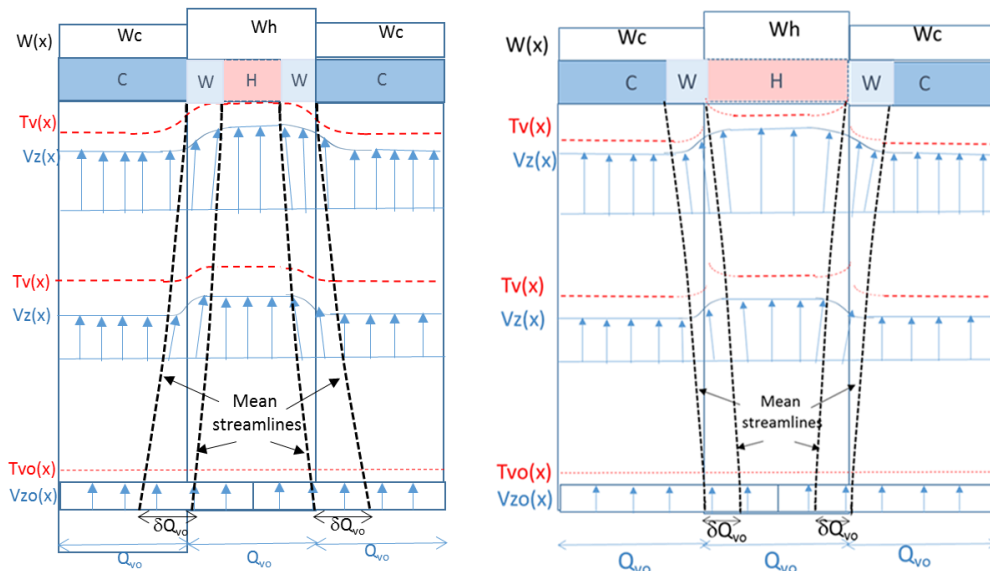 Wc Wh Wc
W(x)
C W H W C
Tv(x)
Vz(x)
Tv(x)
Vz(x)
Mean
streamlines
Tvo(x)
Vzo(x)
δQvo δQvo
Qvo Qvo Qvo
Wc Wh Wc
W(x)
C W H W C
Tv(x)
Vz(x)
Tv(x)
Vz(x)
Mean
streamlines
Tvo(x)
Vzo(x)
δQvo δQvo
Qvo Qvo Qvo